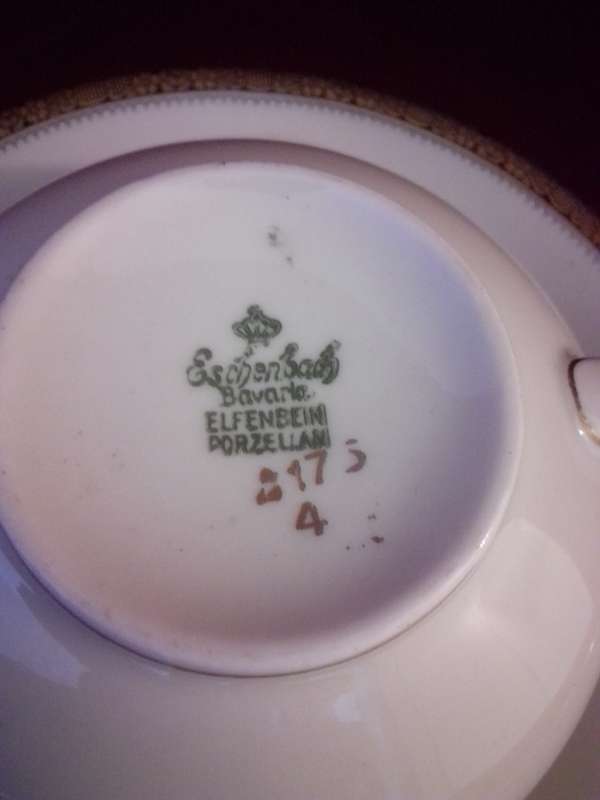 Eschenbach
Bavaria
ELFENBEIN
PORZELLAN
4